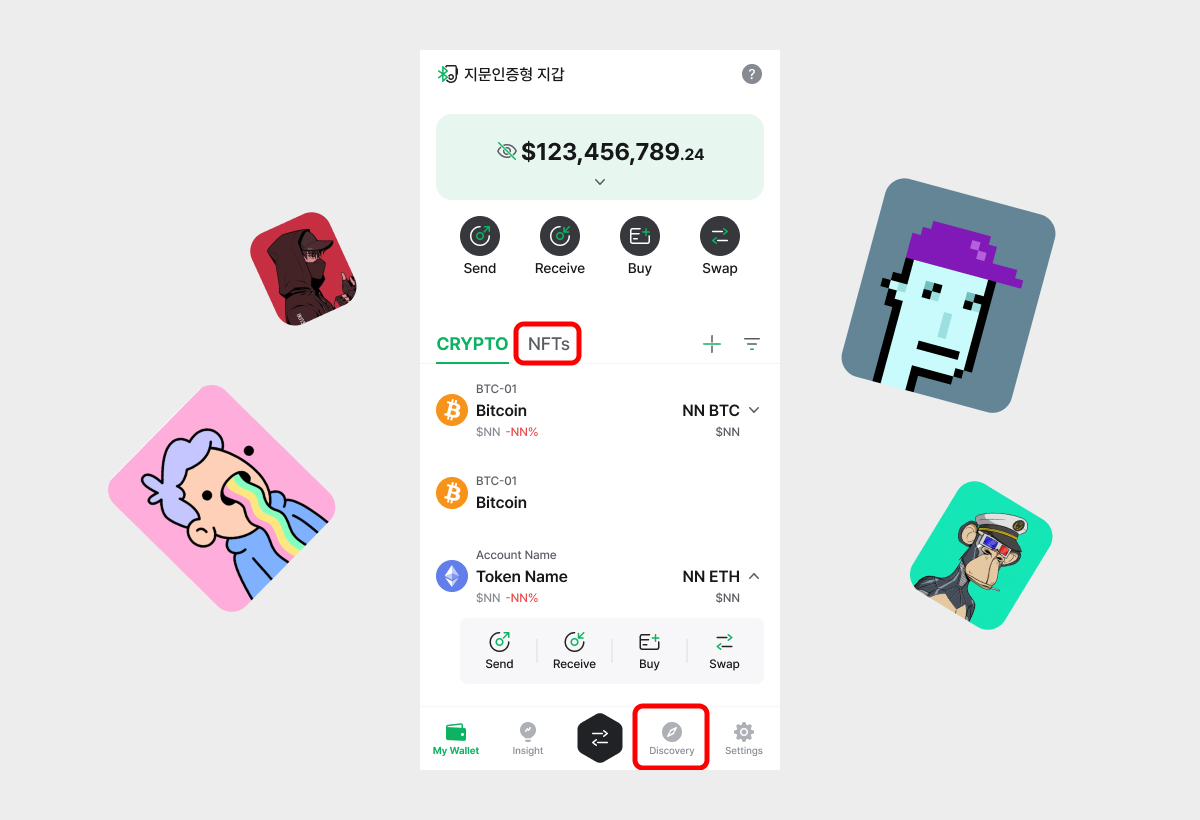 지문인증형 지갑
?
$123,456,789.24
Send Receive Buy Swap
CRYPTO NFTs
BTC-01
Bitcoin NN BTC
$NN -NN% $NN
BTC-01
Bitcoin
Account Name
Token Name NN ETH
$NN -NN% $NN
Send Receive Buy Swap
My Wallet Insight Discovery Settings